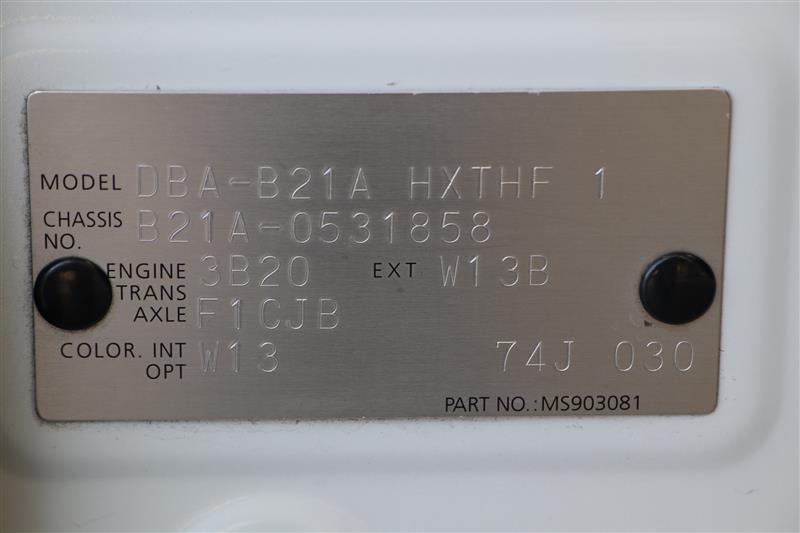 MODEL DBA-B21A HXTHF 1
CHASSIS NO. B21A-0531858
ENGINE 3B20 EXT W13B
TRANS AXLE F1CJB
COLOR. INT OPT W13 74J 030
PART NO.: MS903081